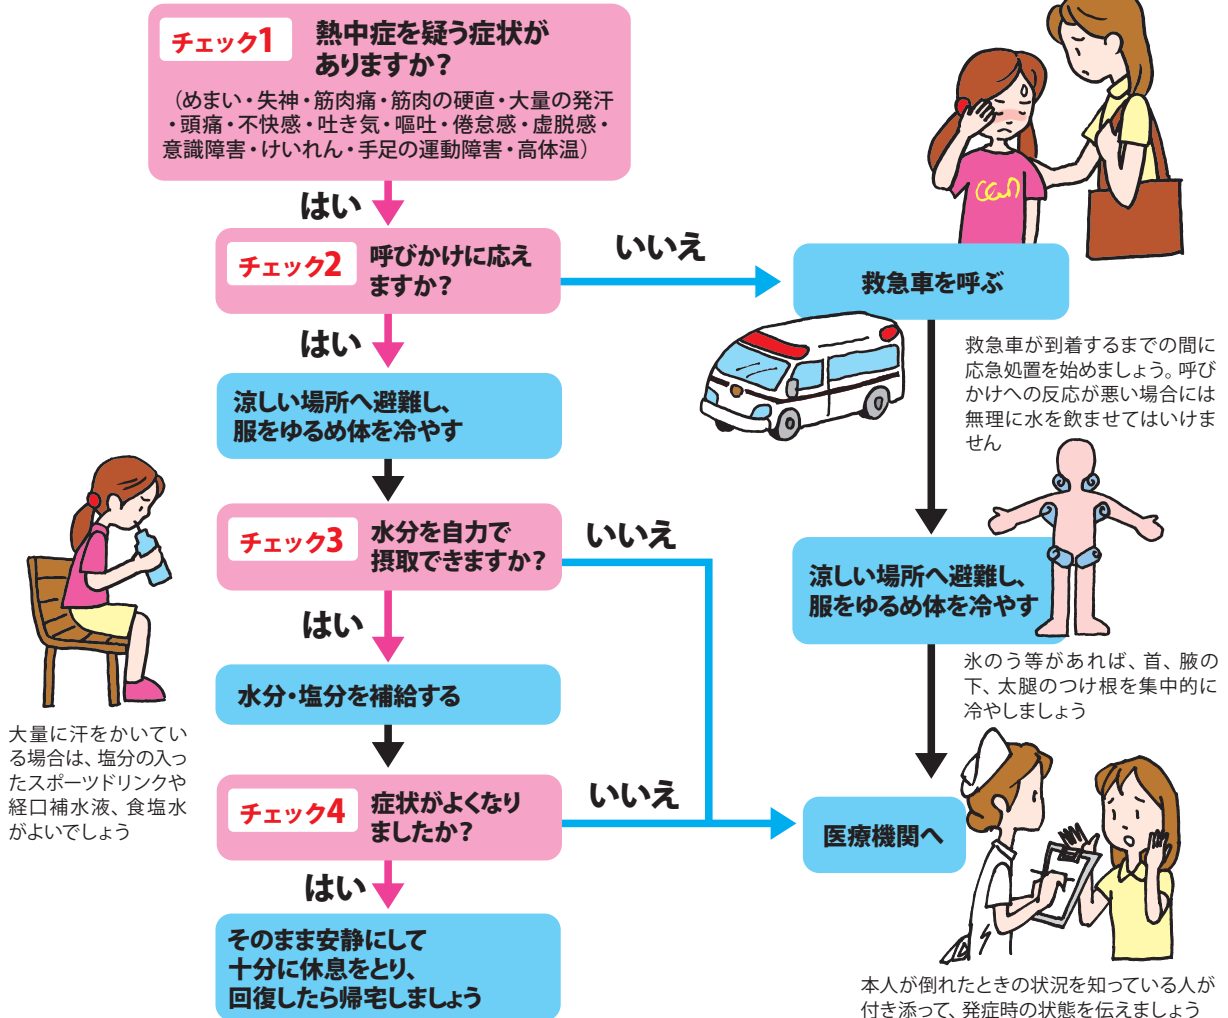 チェック1
熱中症を疑う症状が
ありますか？
（めまい・失神・筋肉痛・筋肉の硬直・大量の発汗
・頭痛・不快感・吐き気・嘔吐・倦怠感・虚脱感・
意識障害・けいれん・手足の運動障害・高体温）
はい
チェック2
呼びかけに応え
ますか？
いいえ
救急車を呼ぶ
救急車が到着するまでの間に
応急処置を始めましょう。呼び
かけへの反応が悪い場合には
無理に水を飲ませてはいけま
せん
はい
涼しい場所へ避難し、
服をゆるめ体を冷やす
チェック3
水分を自力で
摂取できますか？
いいえ
涼しい場所へ避難し、
服をゆるめ体を冷やす
氷のう等があれば、首、腋の
下、太腿のつけ根を集中的に
冷やしましょう
はい
水分・塩分を補給する
大量に汗をかいてい
る場合は、塩分の入っ
たスポーツドリンクや
経口補水液、食塩水
がよいでしょう
チェック4
症状がよくなり
ましたか？
いいえ
医療機関へ
はい
そのまま安静にして
十分に休息をとり、
回復したら帰宅しましょう
本人が倒れたときの状況を知っている人が
付き添って、発症時の状態を伝えましょう